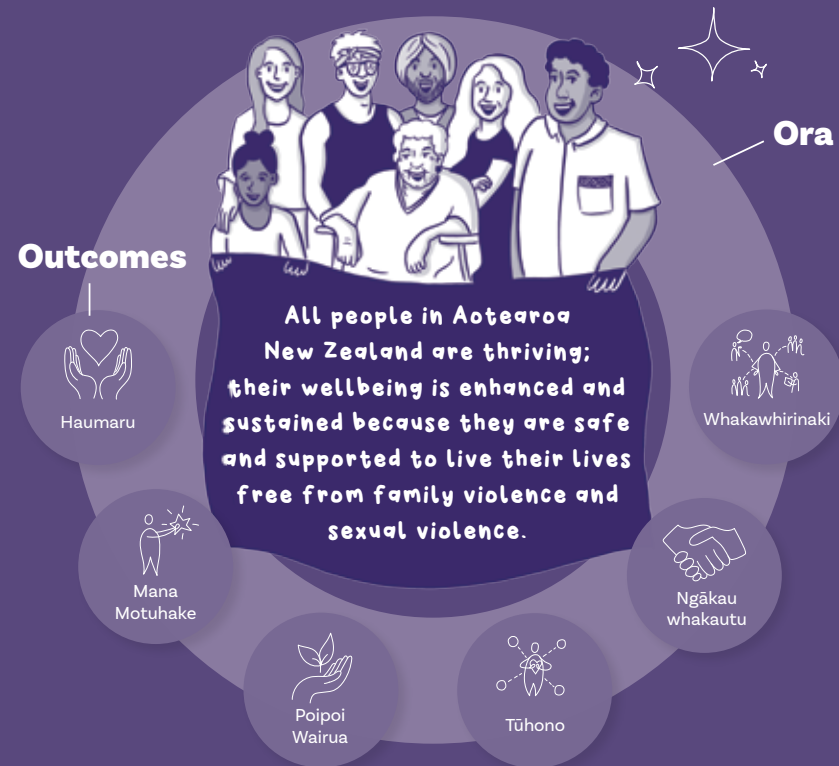 Ora
Outcomes
All people in Aotearoa
New Zealand are thriving;
their wellbeing is enhanced and
sustained because they are safe
and supported to live their lives
free from family violence and
sexual violence.
Haumaru
Whakawhirinaki
Mana
Motuhake
Ngākau
whakautu
Poipoi
Wairua
Tūhono